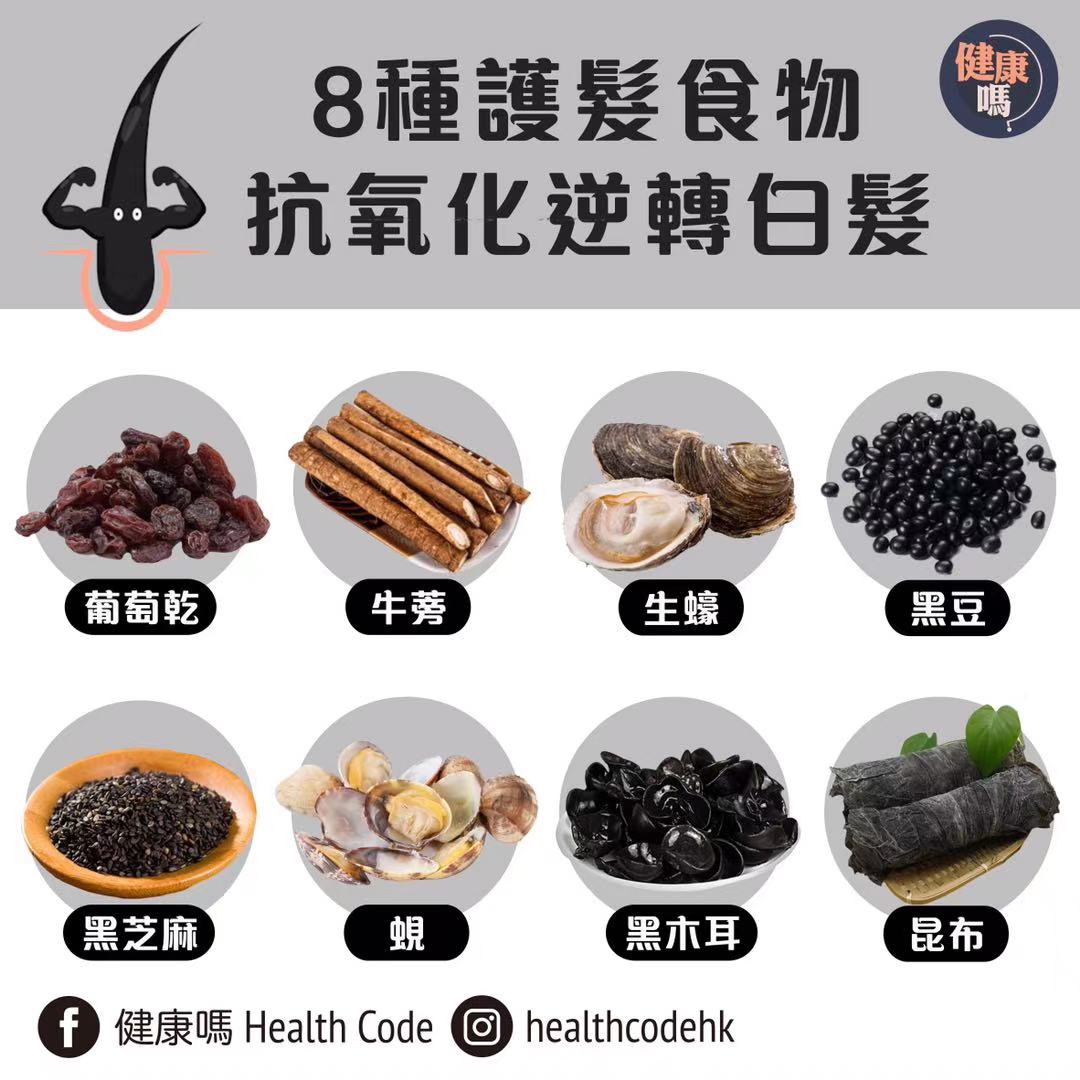 8種護髮食物
抗氧化逆轉白髮
健康
嗎
葡萄乾
牛蒡
生蠔
黑豆
黑芝麻
蜆
黑木耳
昆布
健康嗎 Health Code
healthcodehk